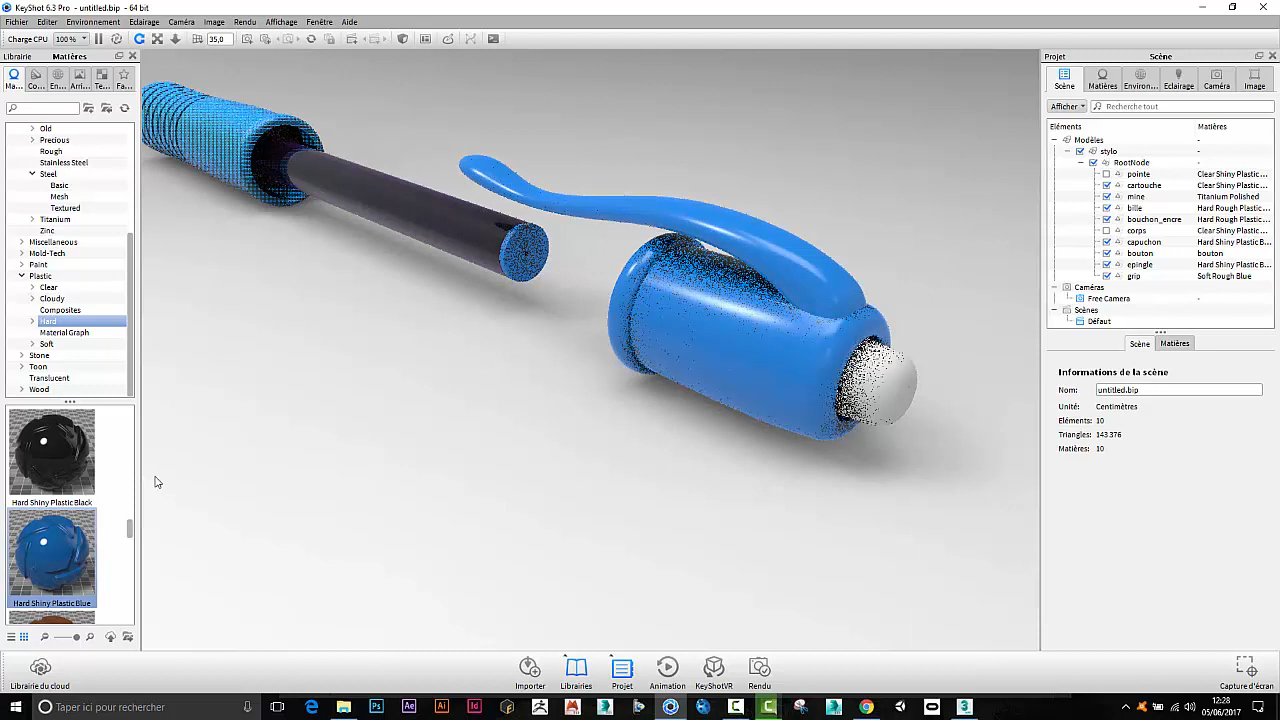 KeyShot 6.3 Pro - untitled.bip - 64 bit
Fichier Editer Environnement Eclairage Caméra Image Rendu Affichage Fenêtre Aide
Charge CPU 100 % 35,0
Librairie Matières
Ma... Co... En... Arri... Te... Fa...
Old
Precious
Rough
Stainless Steel
Steel
Basic
Mesh
Textured
Titanium
Zinc
Miscellaneous
Mold-Tech
Paint
Plastic
Clear
Cloudy
Composites
Hard
Material Graph
Soft
Stone
Toon
Translucent
Wood
Hard Shiny Plastic Black
Hard Shiny Plastic Blue
Projet Scène
Scène Matières Environ... Eclairage Caméra Image
Afficher Recherche tout
Eléments Matières
Modèles -
stylo -
RootNode -
pointe Clear Shiny Plastic...
cartouche Clear Shiny Plastic...
mine Titanium Polished
bille Hard Rough Plastic...
bouchon_encre Hard Rough Plastic...
corps Clear Shiny Plastic...
capuchon Hard Shiny Plastic B...
bouton bouton
epingle Hard Shiny Plastic B...
grip Soft Rough Blue
Caméras
Free Camera -
Scènes
Défaut
Scène Matières
Informations de la scène
Nom: untitled.bip
Unité: Centimètres
Eléments: 10
Triangles: 143.376
Matières: 10
Librairie du cloud Importer Librairies Projet Animation KeyShotVR Rendu Capture d'écran
Taper ici pour rechercher
12:28
05/06/2017